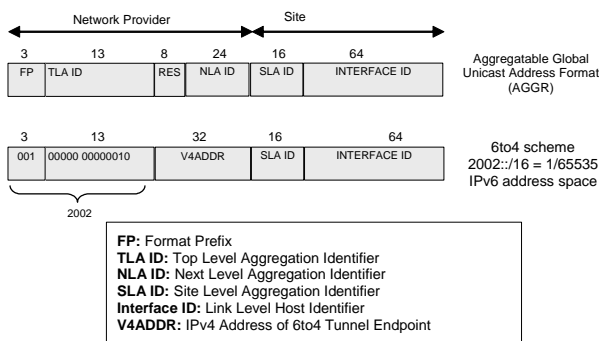 Network Provider Site
3 13 8 24 16 64
FP TLA ID RES NLA ID SLA ID INTERFACE ID
Aggregatable Global
Unicast Address Format
(AGGR)
3 13 32 16 64
001 00000 00000010 V4ADDR SLA ID INTERFACE ID
6to4 scheme
2002::/16 = 1/65535
IPv6 address space
2002
FP: Format Prefix
TLA ID: Top Level Aggregation Identifier
NLA ID: Next Level Aggregation Identifier
SLA ID: Site Level Aggregation Identifier
Interface ID: Link Level Host Identifier
V4ADDR: IPv4 Address of 6to4 Tunnel Endpoint